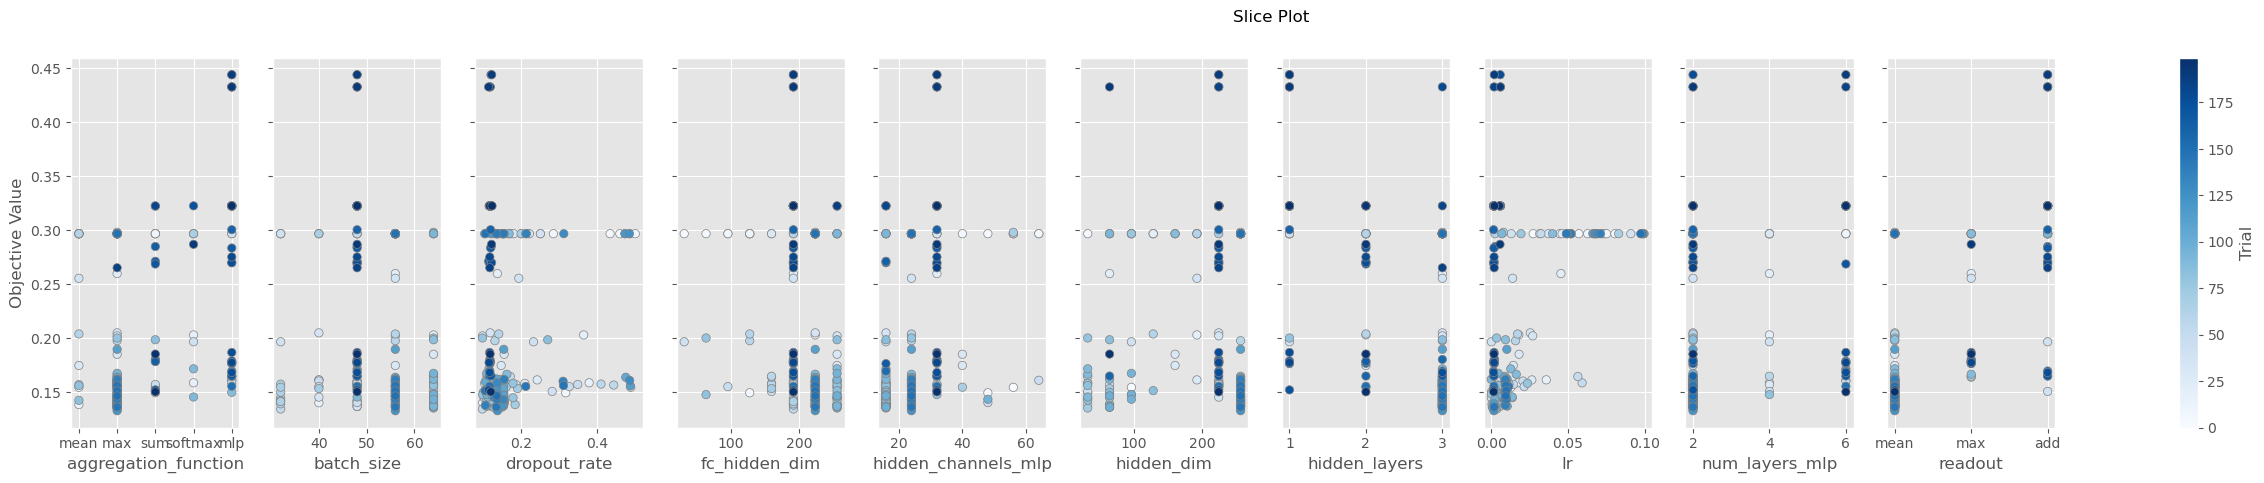 Slice Plot
Objective Value
0.45
0.40
0.35
0.30
0.25
0.20
0.15
mean max sum softmax mlp
aggregation_function
40 50 60
batch_size
0.2 0.4
dropout_rate
100 200
fc_hidden_dim
20 40 60
hidden_channels_mlp
100 200
hidden_dim
1 2 3
hidden_layers
0.00 0.05 0.10
lr
2 4 6
num_layers_mlp
mean max add
readout
175
150
125
100
75
50
25
0
Trial